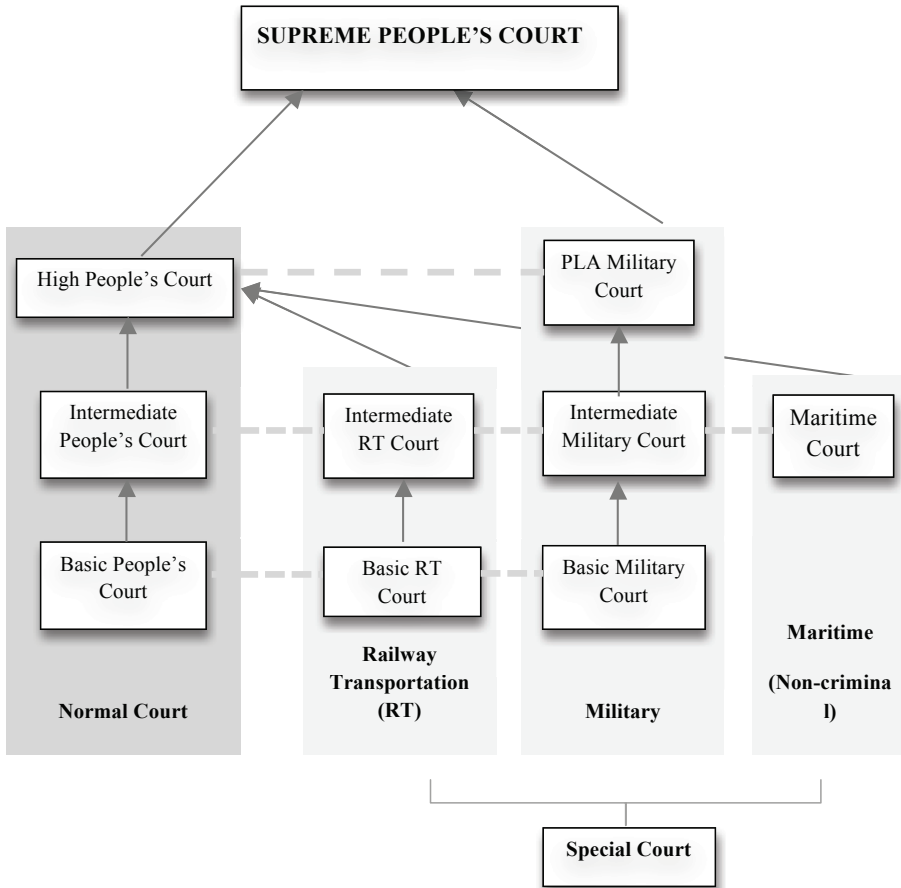 SUPREME PEOPLE’S COURT
High People’s Court
PLA Military
Court
Intermediate
People’s Court
Intermediate
RT Court
Intermediate
Military Court
Maritime
Court
Basic People’s
Court
Basic RT
Court
Basic Military
Court
Normal Court
Railway
Transportation
(RT)
Military
Maritime
(Non-crimina
l)
Special Court